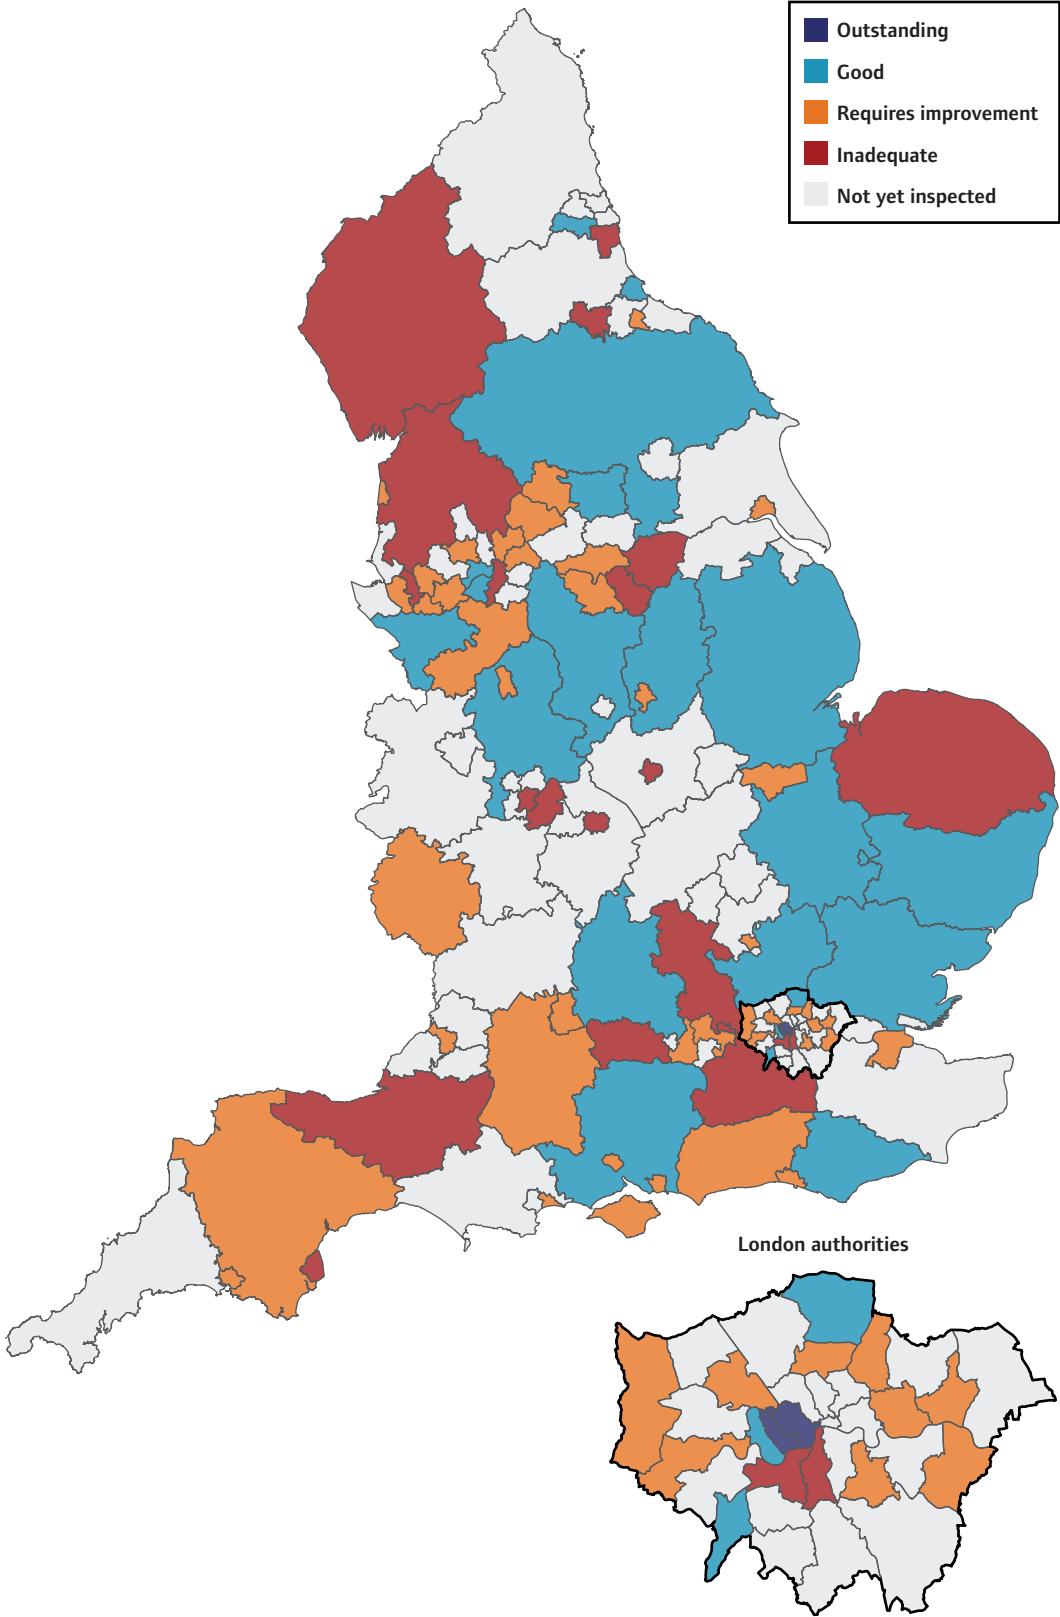 Outstanding
Good
Requires improvement
Inadequate
Not yet inspected
London authorities